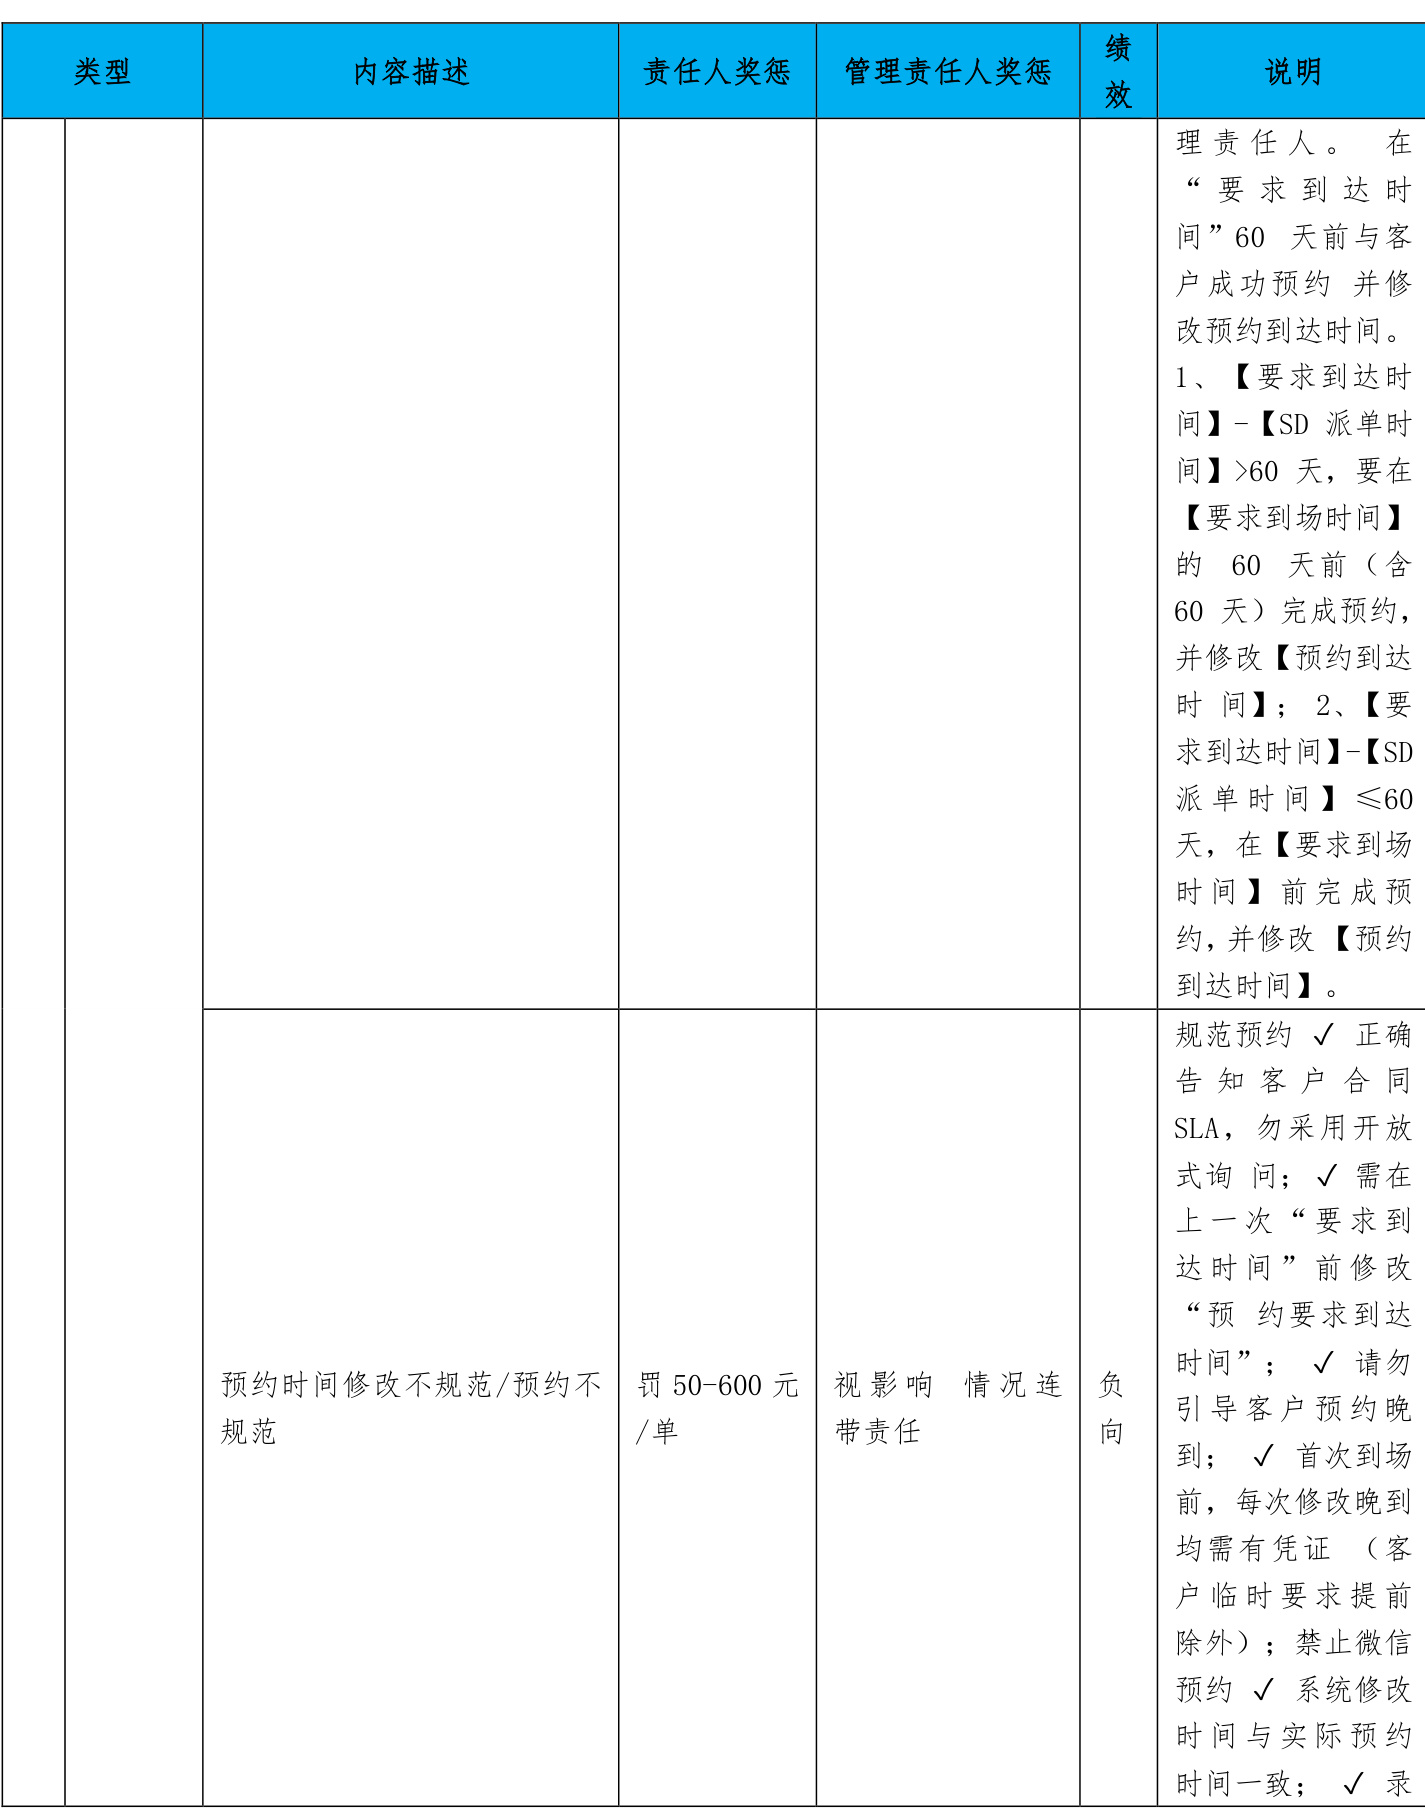 类型 内容描述 责任人奖惩 管理责任人奖惩 绩效 说明
理责任人。 在
“要求到达时
间”60 天前与客
户成功预约 并修
改预约到达时间。
1、【要求到达时
间】-【SD 派单时
间】>60 天，要在
【要求到场时间】
的 60 天前（含
60 天）完成预约，
并修改【预约到达
时 间】； 2、【要
求到达时间】-【SD
派单时间】≤60
天，在【要求到场
时间】前完成预
约，并修改 【预约
到达时间】。
预约时间修改不规范/预约不
规范
罚 50-600 元
/单
视影响 情况连
带责任
负
向
规范预约 ✓ 正确
告知客户合同
SLA，勿采用开放
式询 问；✓ 需在
上一次“要求到
达时间”前修改
“预 约要求到达
时间”； ✓ 请勿
引导客户预约晚
到； ✓ 首次到场
前，每次修改晚到
均需有凭证 （客
户临时要求提前
除外）；禁止微信
预约 ✓ 系统修改
时间与实际预约
时间一致； ✓ 录